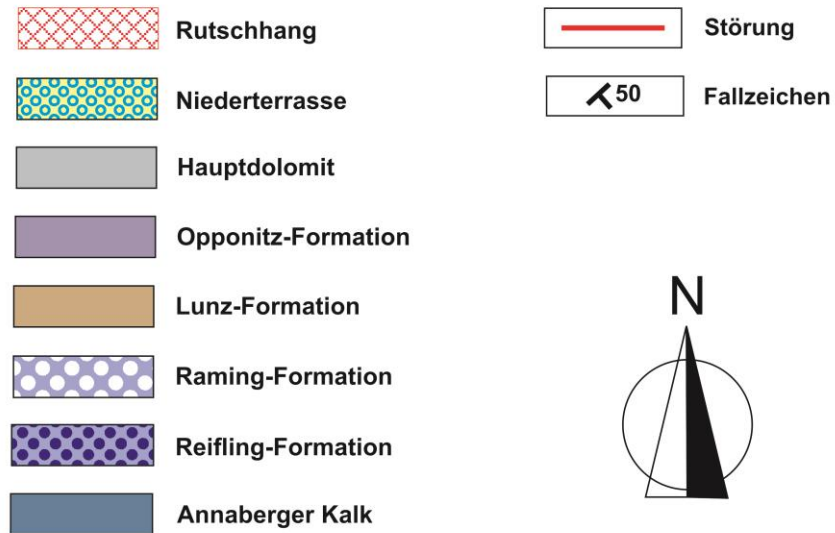 Rutschhang
Niederterrasse
Hauptdolomit
Opponitz-Formation
Lunz-Formation
Raming-Formation
Reifling-Formation
Annaberger Kalk
Störung
50 Fallzeichen
N